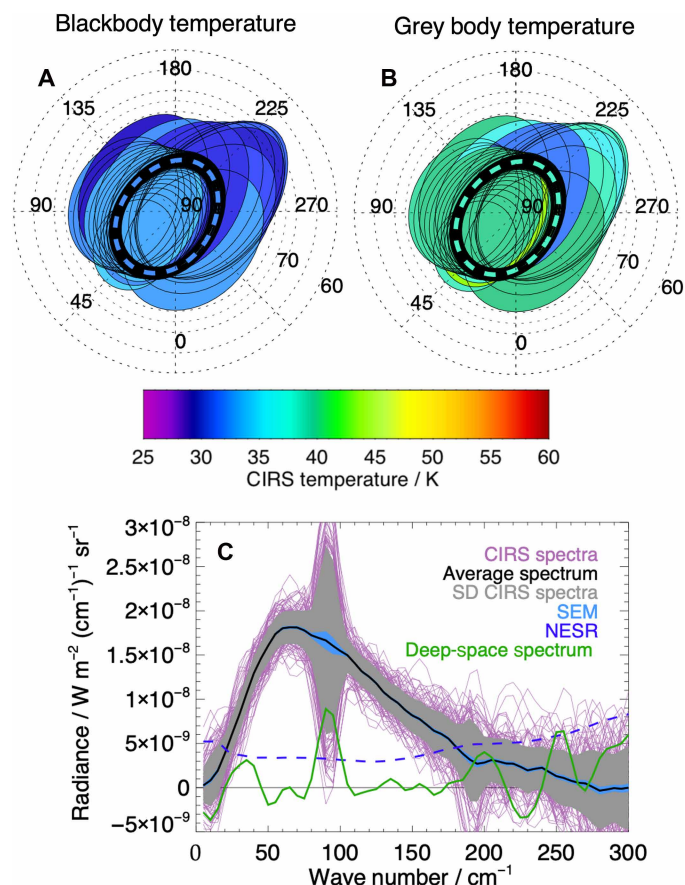 Blackbody temperature
Grey body temperature
A
B
180
180
135
225
135
225
90
90
270
90
90
270
70
70
45
60
45
60
0
0
25 30 35 40 45 50 55 60
CIRS temperature / K
C
3×10⁻⁸
2.5×10⁻⁸
2×10⁻⁸
1.5×10⁻⁸
1×10⁻⁸
5×10⁻⁹
0
−5×10⁻⁹
Radiance / W m⁻² (cm⁻¹)⁻¹ sr⁻¹
CIRS spectra
Average spectrum
SD CIRS spectra
SEM
NESR
Deep-space spectrum
0 50 100 150 200 250 300
Wave number / cm⁻¹